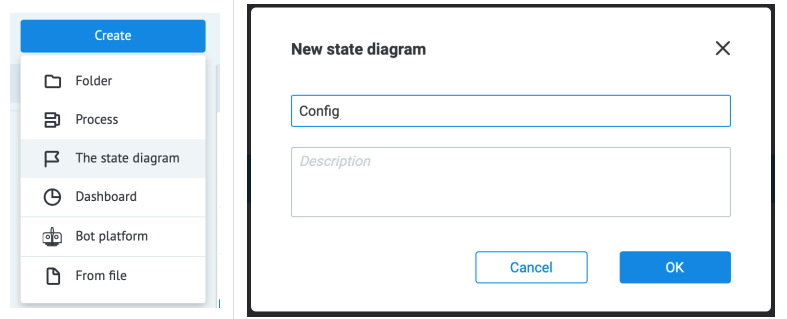 Create
Folder
Process
The state diagram
Dashboard
Bot platform
From file
New state diagram
Config
Description
Cancel
OK